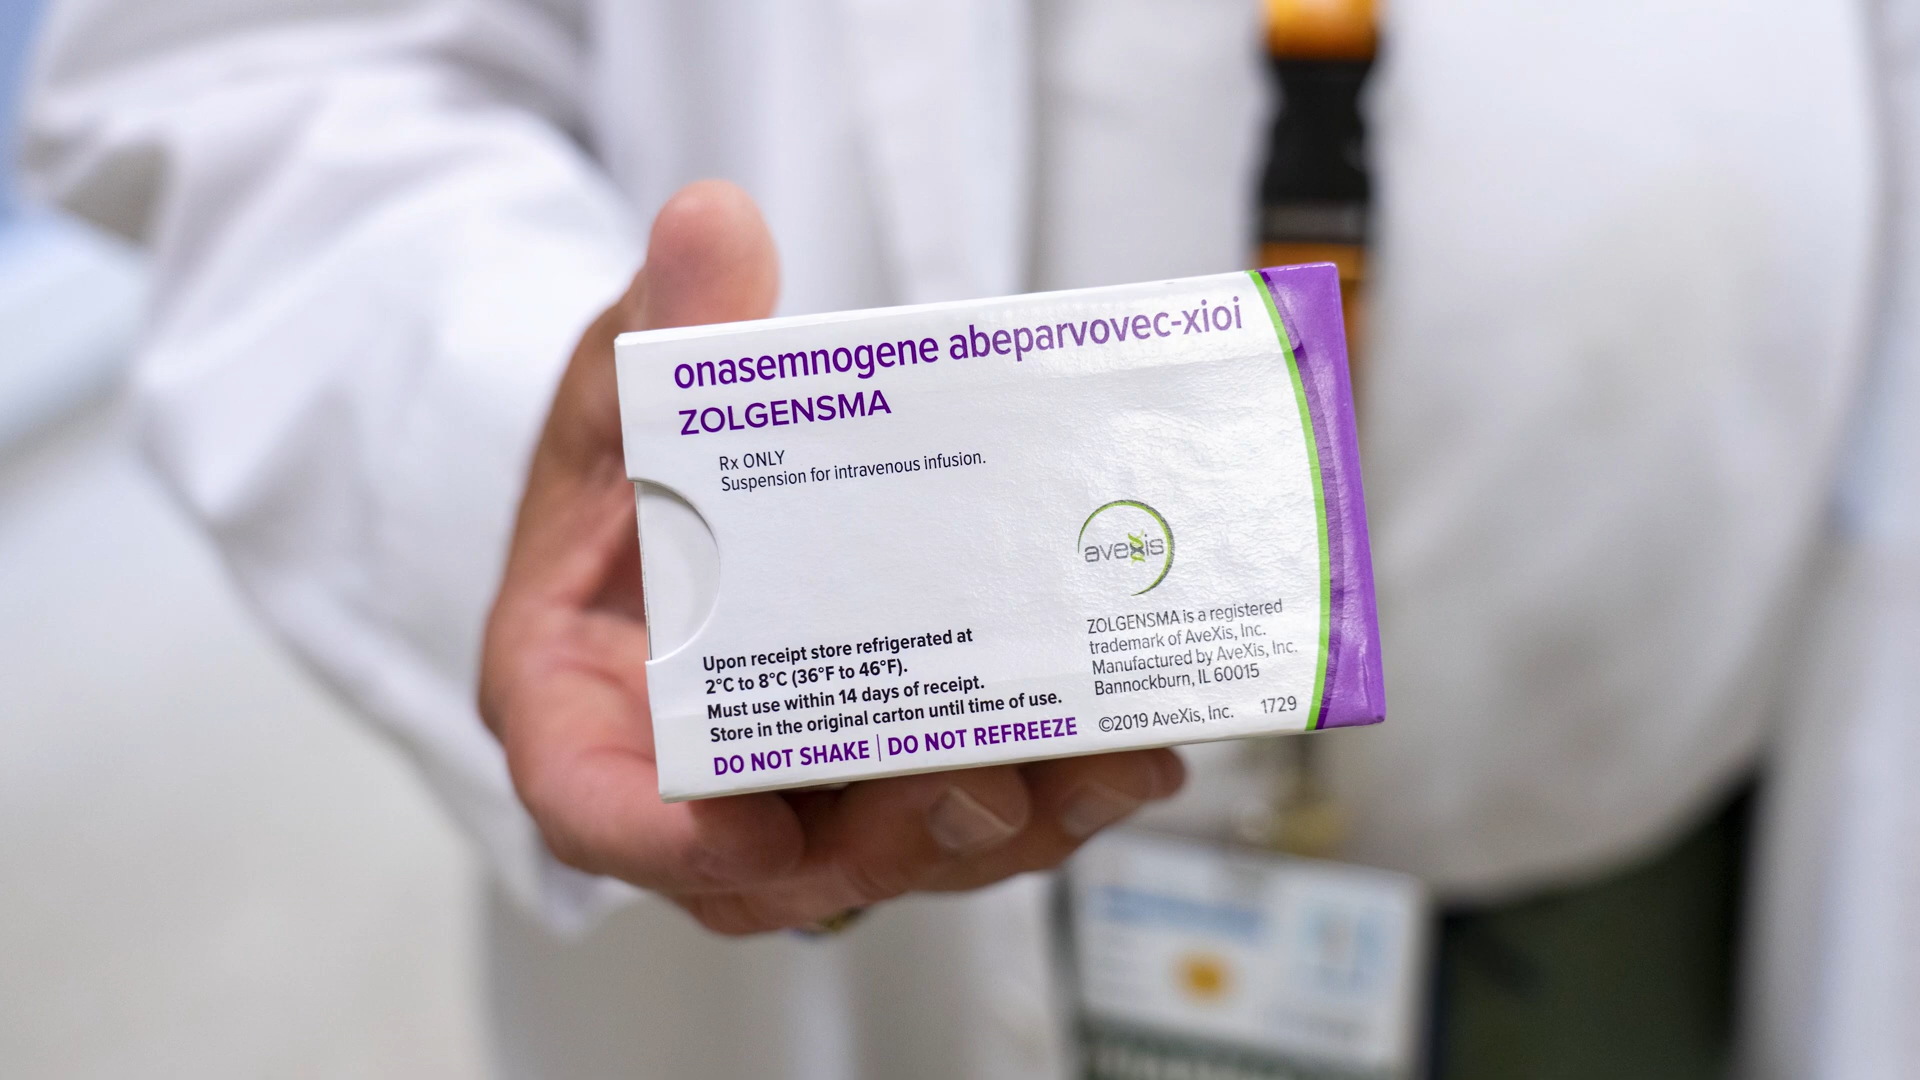 onasemnogene abeparvovec-xioi
ZOLGENSMA
Rx ONLY
Suspension for intravenous infusion.
avexis
Upon receipt store refrigerated at
2°C to 8°C (36°F to 46°F).
Must use within 14 days of receipt.
Store in the original carton until time of use.
DO NOT SHAKE | DO NOT REFREEZE
ZOLGENSMA is a registered
trademark of AveXis, Inc.
Manufactured by AveXis, Inc.
Bannockburn, IL 60015
©2019 AveXis, Inc. 1729